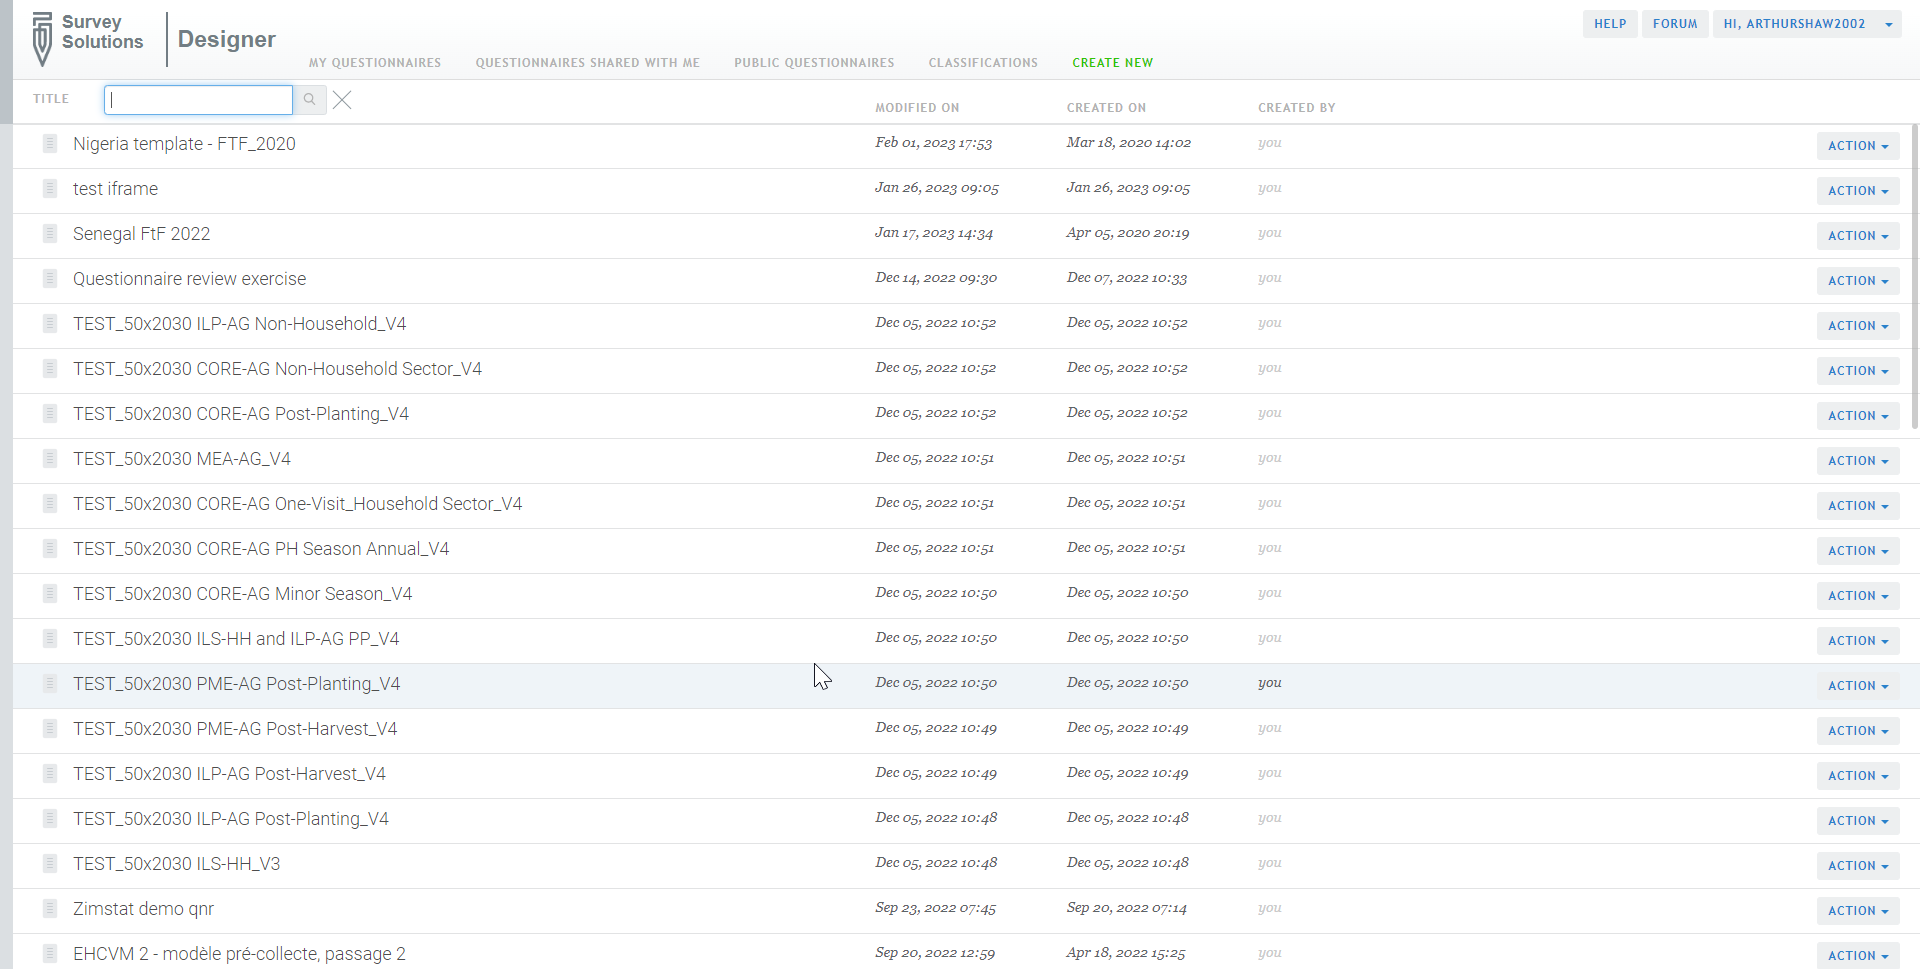 Survey
Solutions
Designer
MY QUESTIONNAIRES QUESTIONNAIRES SHARED WITH ME PUBLIC QUESTIONNAIRES CLASSIFICATIONS CREATE NEW
HELP FORUM HI, ARTHURSHAW2002
TITLE MODIFIED ON CREATED ON CREATED BY
Nigeria template - FTF_2020 Feb 01, 2023 17:53 Mar 18, 2020 14:02 you ACTION
test iframe Jan 26, 2023 09:05 Jan 26, 2023 09:05 you ACTION
Senegal FtF 2022 Jan 17, 2023 14:34 Apr 05, 2020 20:19 you ACTION
Questionnaire review exercise Dec 14, 2022 09:30 Dec 07, 2022 10:33 you ACTION
TEST_50x2030 ILP-AG Non-Household_V4 Dec 05, 2022 10:52 Dec 05, 2022 10:52 you ACTION
TEST_50x2030 CORE-AG Non-Household Sector_V4 Dec 05, 2022 10:52 Dec 05, 2022 10:52 you ACTION
TEST_50x2030 CORE-AG Post-Planting_V4 Dec 05, 2022 10:52 Dec 05, 2022 10:52 you ACTION
TEST_50x2030 MEA-AG_V4 Dec 05, 2022 10:51 Dec 05, 2022 10:51 you ACTION
TEST_50x2030 CORE-AG One-Visit_Household Sector_V4 Dec 05, 2022 10:51 Dec 05, 2022 10:51 you ACTION
TEST_50x2030 CORE-AG PH Season Annual_V4 Dec 05, 2022 10:51 Dec 05, 2022 10:51 you ACTION
TEST_50x2030 CORE-AG Minor Season_V4 Dec 05, 2022 10:50 Dec 05, 2022 10:50 you ACTION
TEST_50x2030 ILS-HH and ILP-AG PP_V4 Dec 05, 2022 10:50 Dec 05, 2022 10:50 you ACTION
TEST_50x2030 PME-AG Post-Planting_V4 Dec 05, 2022 10:50 Dec 05, 2022 10:50 you ACTION
TEST_50x2030 PME-AG Post-Harvest_V4 Dec 05, 2022 10:49 Dec 05, 2022 10:49 you ACTION
TEST_50x2030 ILP-AG Post-Harvest_V4 Dec 05, 2022 10:49 Dec 05, 2022 10:49 you ACTION
TEST_50x2030 ILP-AG Post-Planting_V4 Dec 05, 2022 10:48 Dec 05, 2022 10:48 you ACTION
TEST_50x2030 ILS-HH_V3 Dec 05, 2022 10:48 Dec 05, 2022 10:48 you ACTION
Zimstat demo qnr Sep 23, 2022 07:45 Sep 20, 2022 07:14 you ACTION
EHCVM 2 - modèle pré-collecte, passage 2 Sep 20, 2022 12:59 Apr 18, 2022 15:25 you ACTION